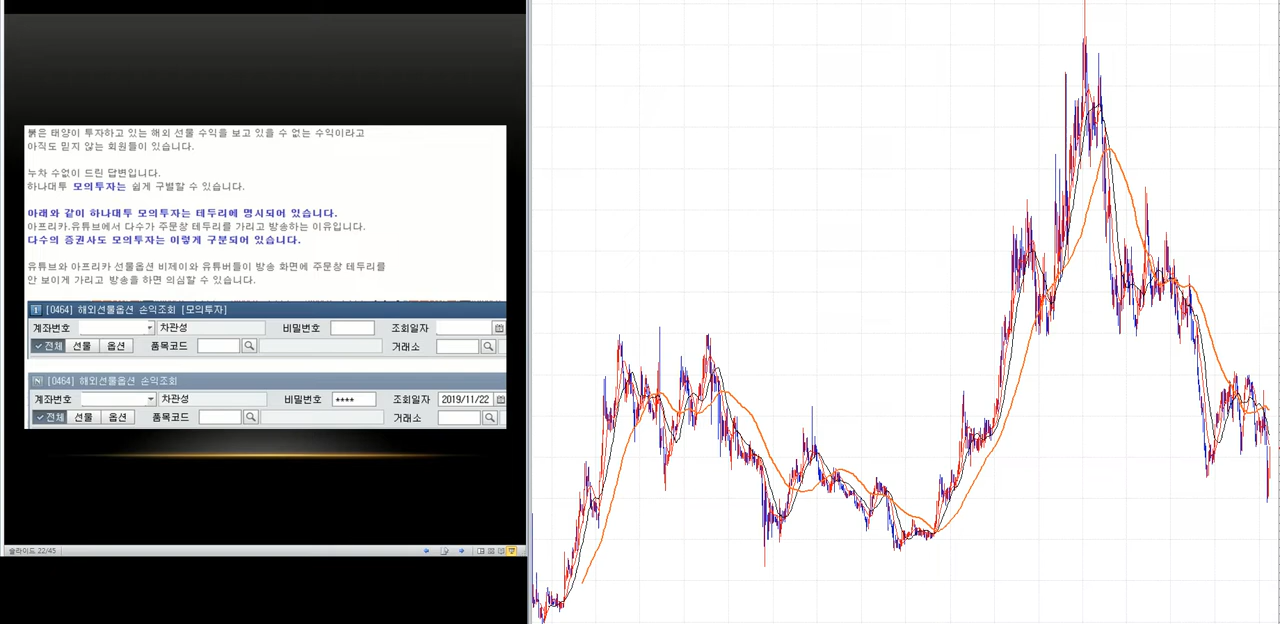 붉은 태양이 투자하고 있는 해외 선물 수익을 보고 있을 수 없는 수익이라고
아직도 믿지 않는 회원들이 있습니다.
누차 수없이 드린 답변입니다.
하나대투 모의투자는 쉽게 구별할 수 있습니다.
아래와 같이 하나대투 모의투자는 테두리에 명시되어 있습니다.
아프리카.유튜브에서 다수가 주문창 테두리를 가리고 방송하는 이유입니다.
다수의 증권사도 모의투자는 이렇게 구분되어 있습니다.
유튜브와 아프리카 선물옵션 비제이와 유튜버들이 방송 화면에 주문창 테두리를
안 보이게 가리고 방송을 하면 의심할 수 있습니다.
[0464] 해외선물옵션 손익조회 [모의투자]
계좌번호 차관성 비밀번호 조회일자
전체 선물 옵션 품목코드 거래소
N [0464] 해외선물옵션 손익조회
계좌번호 차관성 비밀번호 **** 조회일자 2019/11/22
전체 선물 옵션 품목코드 거래소
슬라이드 22/45